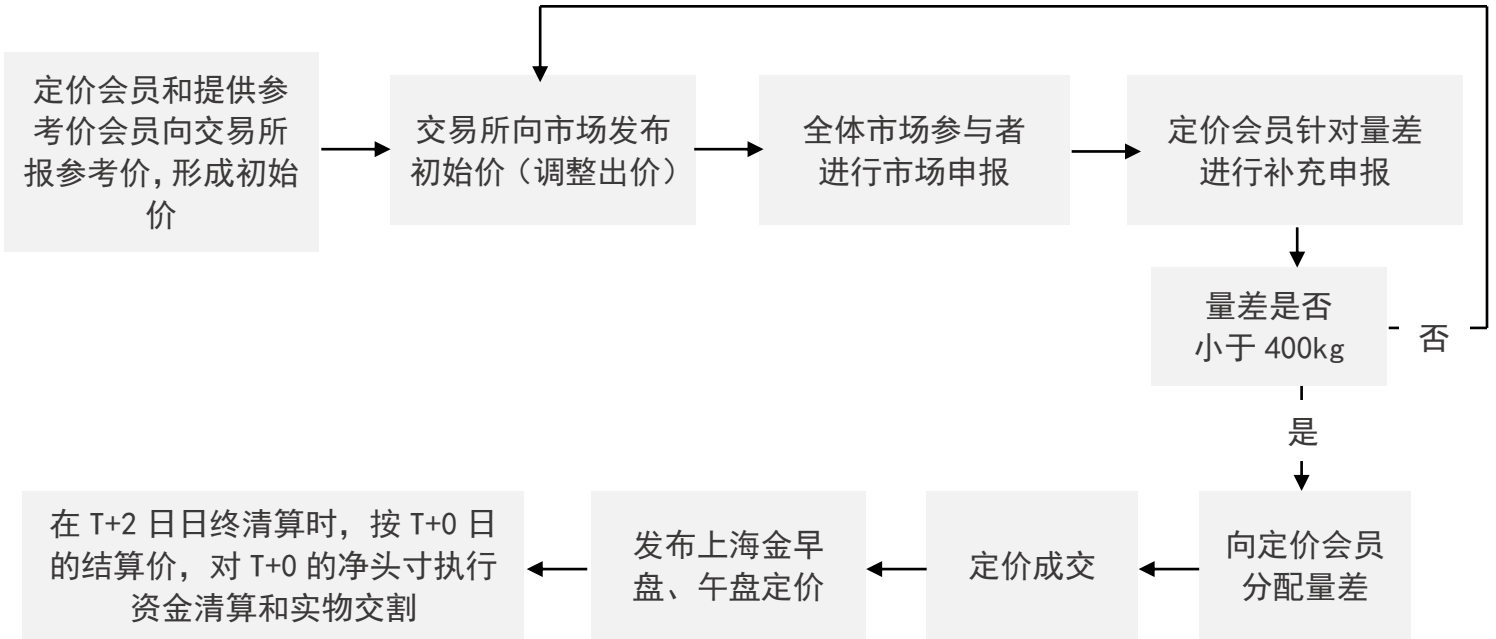 定价会员和提供参
考价会员向交易所
报参考价，形成初始
价
交易所向市场发布
初始价（调整出价）
全体市场参与者
进行市场申报
定价会员针对量差
进行补充申报
量差是否
小于 400kg
否
是
向定价会员
分配量差
定价成交
发布上海金早
盘、午盘定价
在 T+2 日日终清算时，按 T+0 日
的结算价，对 T+0 的净头寸执行
资金清算和实物交割